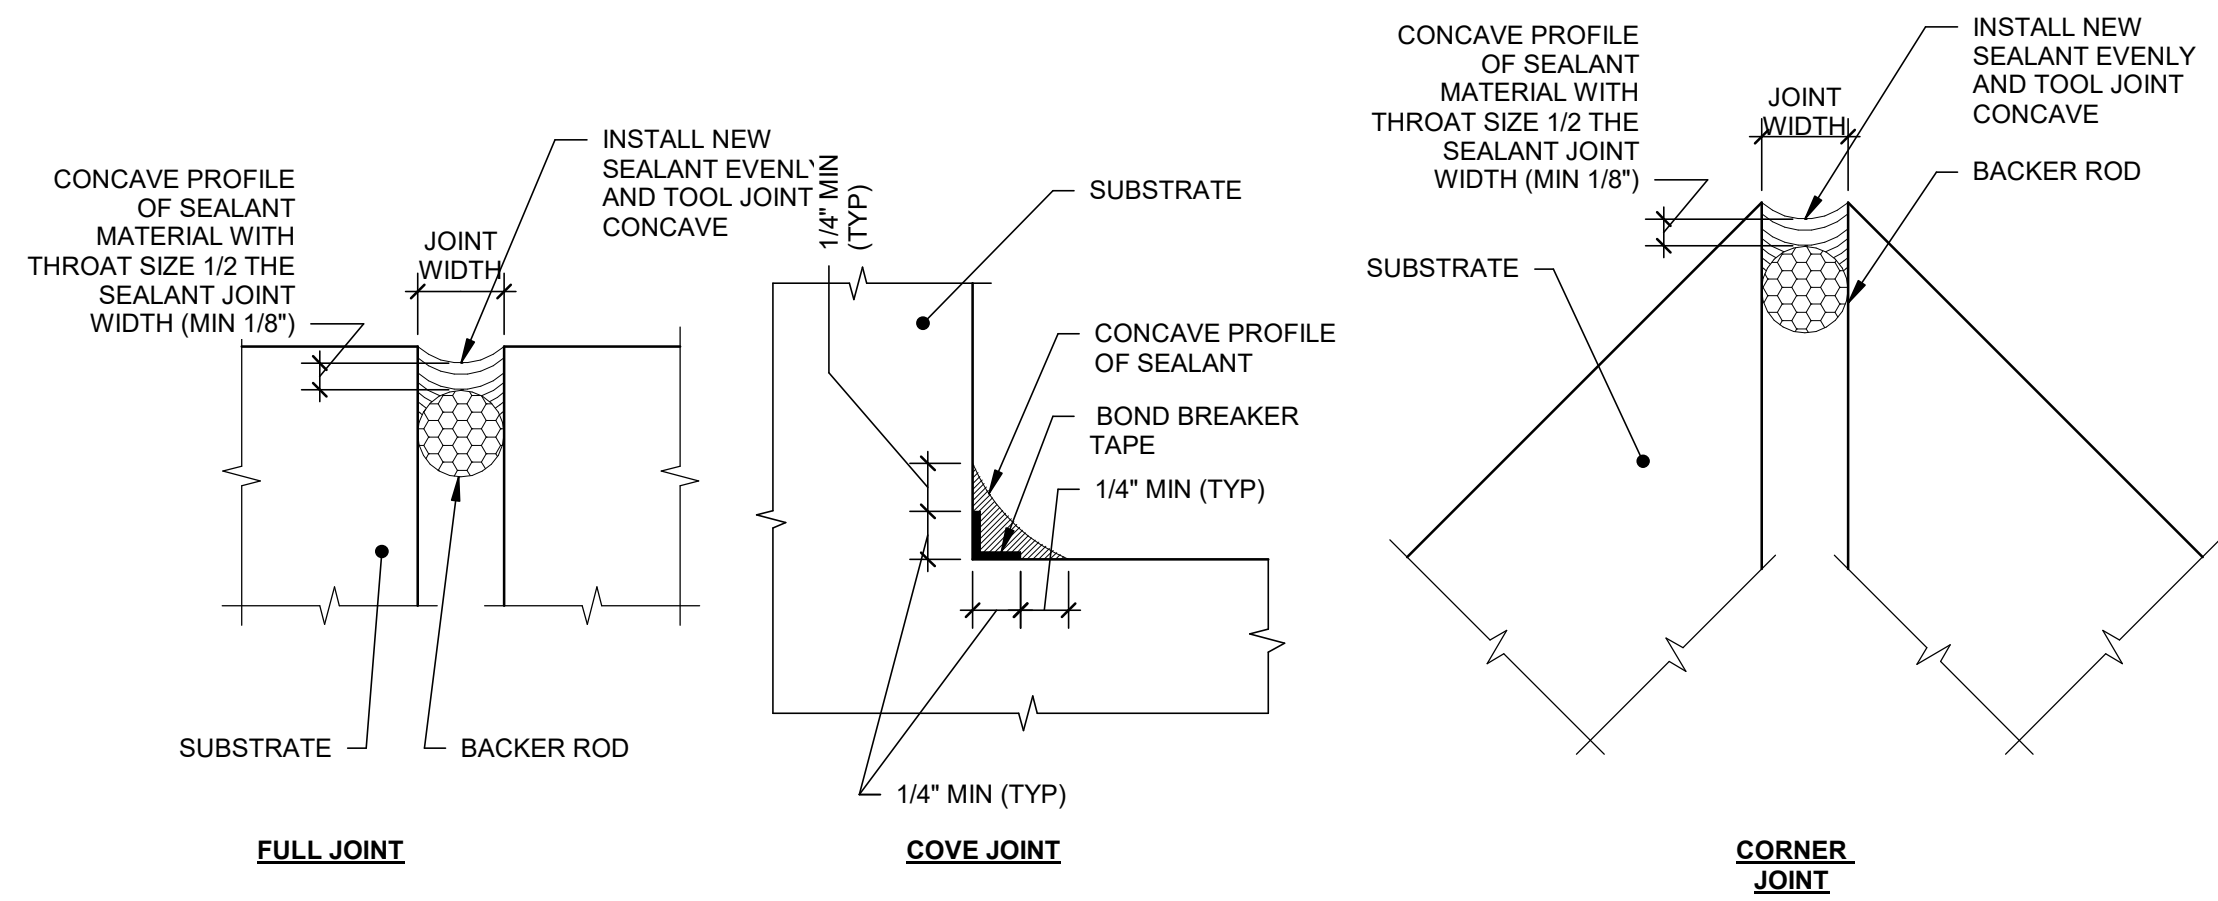 CONCAVE PROFILE
OF SEALANT
MATERIAL WITH
THROAT SIZE 1/2 THE
SEALANT JOINT
WIDTH (MIN 1/8")
JOINT
WIDTH
INSTALL NEW
SEALANT EVENLY
AND TOOL JOINT
CONCAVE
SUBSTRATE
BACKER ROD
FULL JOINT
1/4" MIN
(TYP)
SUBSTRATE
CONCAVE PROFILE
OF SEALANT
BOND BREAKER
TAPE
1/4" MIN (TYP)
1/4" MIN (TYP)
COVE JOINT
CONCAVE PROFILE
OF SEALANT
MATERIAL WITH
THROAT SIZE 1/2 THE
SEALANT JOINT
WIDTH (MIN 1/8")
JOINT
WIDTH
INSTALL NEW
SEALANT EVENLY
AND TOOL JOINT
CONCAVE
BACKER ROD
SUBSTRATE
CORNER
JOINT